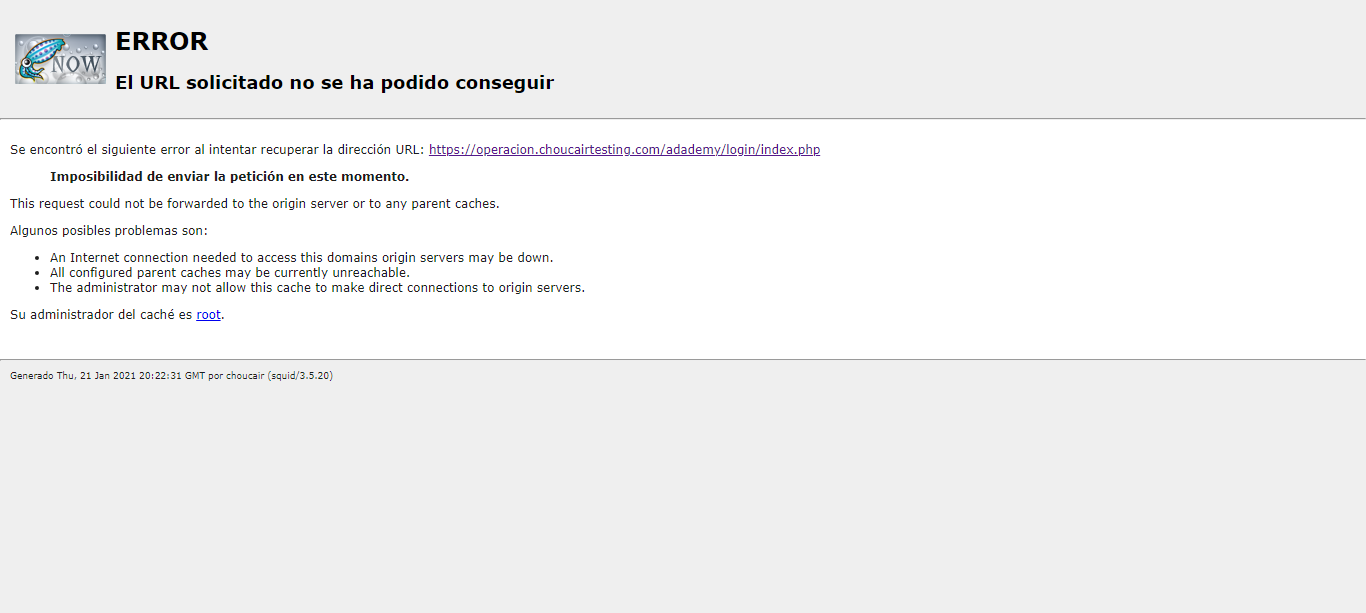 NOW
ERROR
El URL solicitado no se ha podido conseguir
Se encontró el siguiente error al intentar recuperar la dirección URL: https://operacion.choucairtesting.com/adademy/login/index.php
Imposibilidad de enviar la petición en este momento.
This request could not be forwarded to the origin server or to any parent caches.
Algunos posibles problemas son:
• An Internet connection needed to access this domains origin servers may be down.
• All configured parent caches may be currently unreachable.
• The administrator may not allow this cache to make direct connections to origin servers.
Su administrador del caché es root.
Generado Thu, 21 Jan 2021 20:22:31 GMT por choucair (squid/3.5.20)